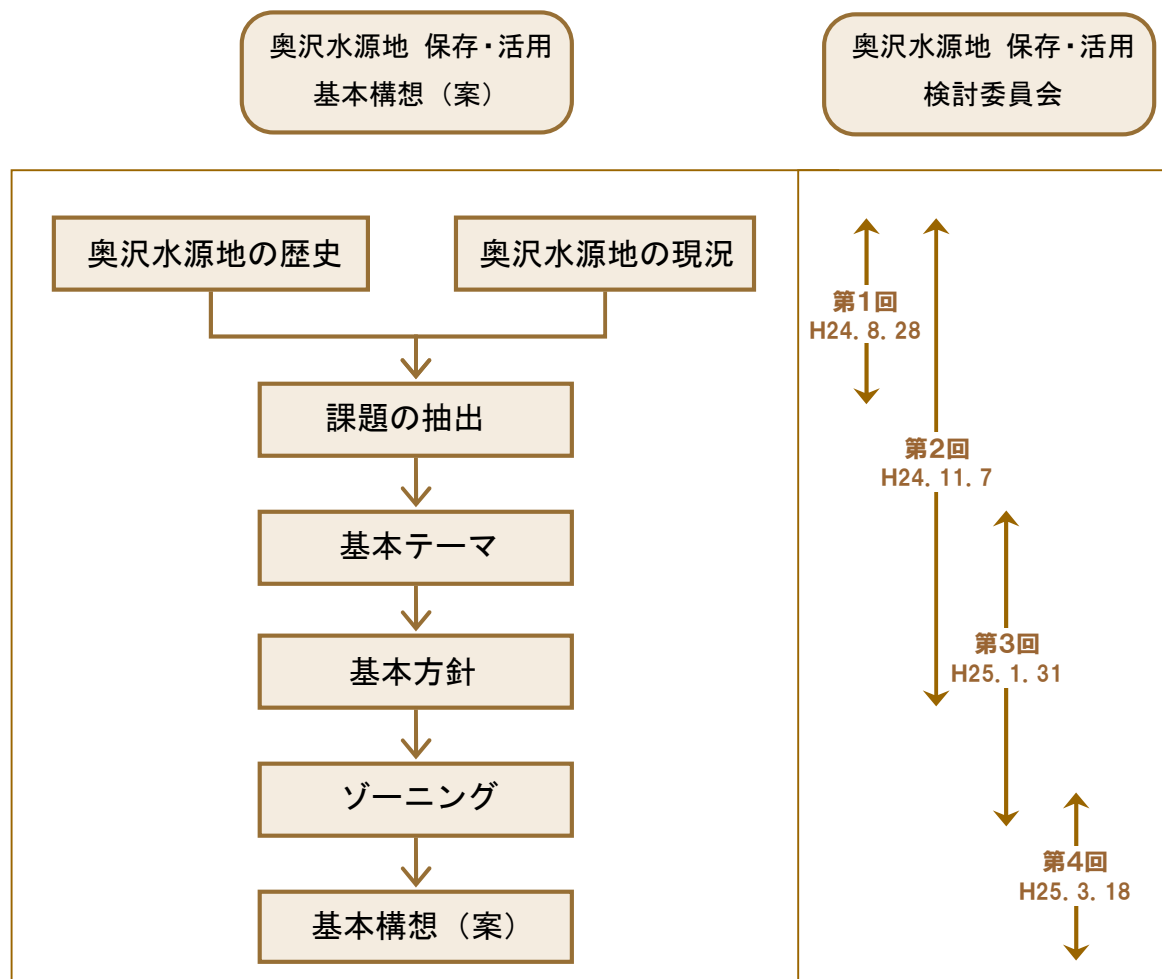 奥沢水源地 保存・活用
基本構想（案）
奥沢水源地 保存・活用
検討委員会
奥沢水源地の歴史
奥沢水源地の現況
課題の抽出
基本テーマ
基本方針
ゾーニング
基本構想（案）
第1回
H24. 8. 28
第2回
H24. 11. 7
第3回
H25. 1. 31
第4回
H25. 3. 18